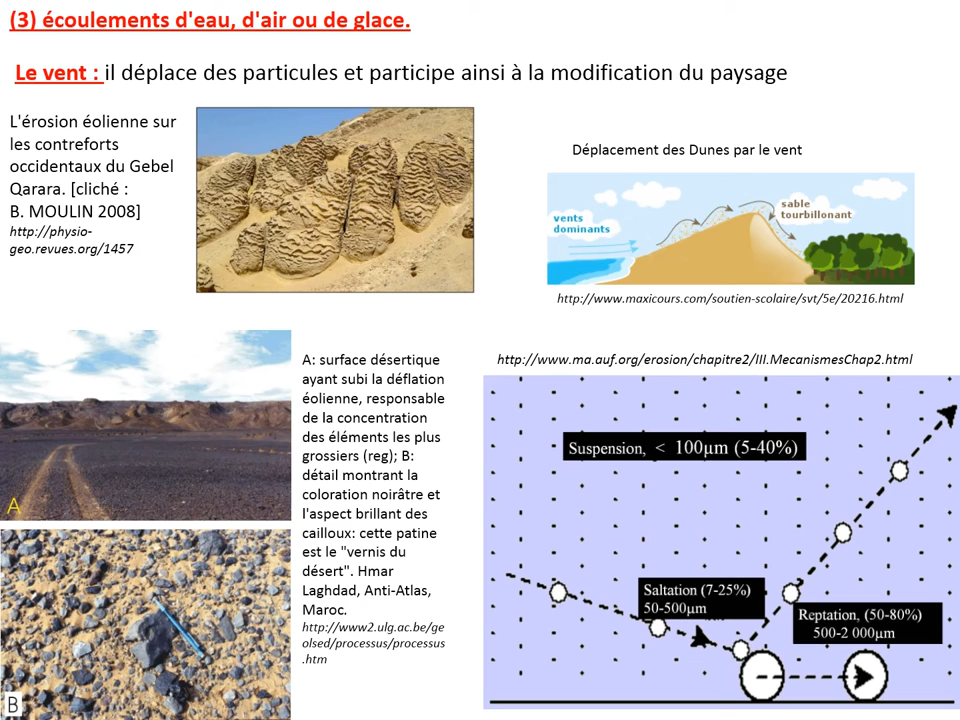 (3) écoulements d'eau, d'air ou de glace.
Le vent : il déplace des particules et participe ainsi à la modification du paysage
L'érosion éolienne sur
les contreforts
occidentaux du Gebel
Qarara. [cliché :
B. MOULIN 2008]
http://physio-
geo.revues.org/1457
Déplacement des Dunes par le vent
vents
dominants
sable
tourbillonant
http://www.maxicours.com/soutien-scolaire/svt/5e/20216.html
A
B
A: surface désertique
ayant subi la déflation
éolienne, responsable
de la concentration
des éléments les plus
grossiers (reg); B:
détail montrant la
coloration noirâtre et
l'aspect brillant des
cailloux: cette patine
est le "vernis du
désert". Hmar
Laghdad, Anti-Atlas,
Maroc.
http://www2.ulg.ac.be/ge
olsed/processus/processus
.htm
http://www.ma.auf.org/erosion/chapitre2/III.MecanismesChap2.html
Suspension, < 100µm (5-40%)
Saltation (7-25%)
50-500µm
Reptation, (50-80%)
500-2 000µm